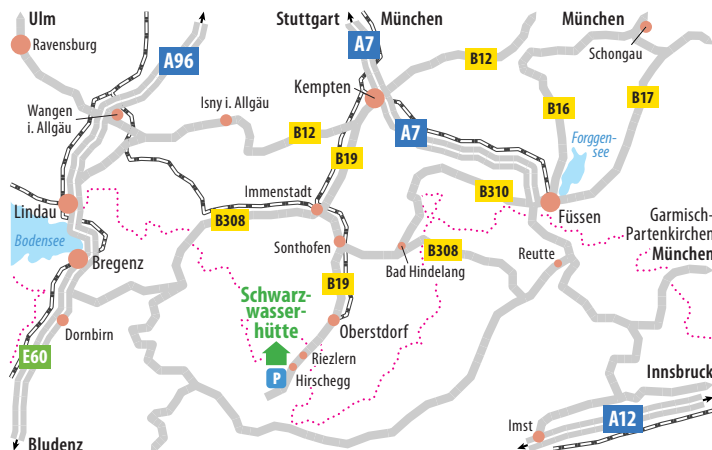 Ulm
Stuttgart
München
München
Ravensburg
A7
Schongau
A96
B12
Kempten
Isny i. Allgäu
Wangen
i. Allgäu
B16
B17
B12
A7
B19
Forggen-
see
Immenstadt
B310
Lindau
B308
Füssen
Garmisch-
Partenkirchen
München
Bodensee
Sonthofen
B308
Bad Hindelang
Reutte
Bregenz
B19
Schwarz-
wasser-
hütte
Dornbirn
Oberstdorf
E60
Riezlern
P
Hirschegg
Innsbruck
A12
Imst
Bludenz